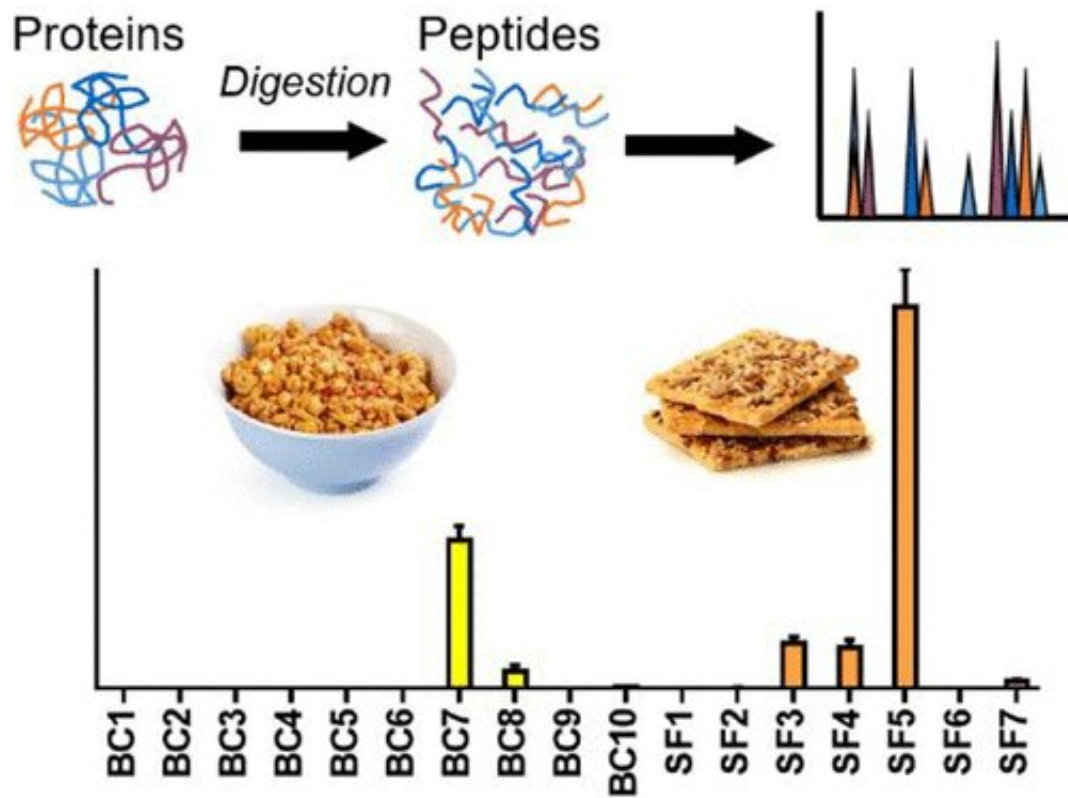 Proteins
Digestion
Peptides
BC1
BC2
BC3
BC4
BC5
BC6
BC7
BC8
BC9
BC10
SF1
SF2
SF3
SF4
SF5
SF6
SF7